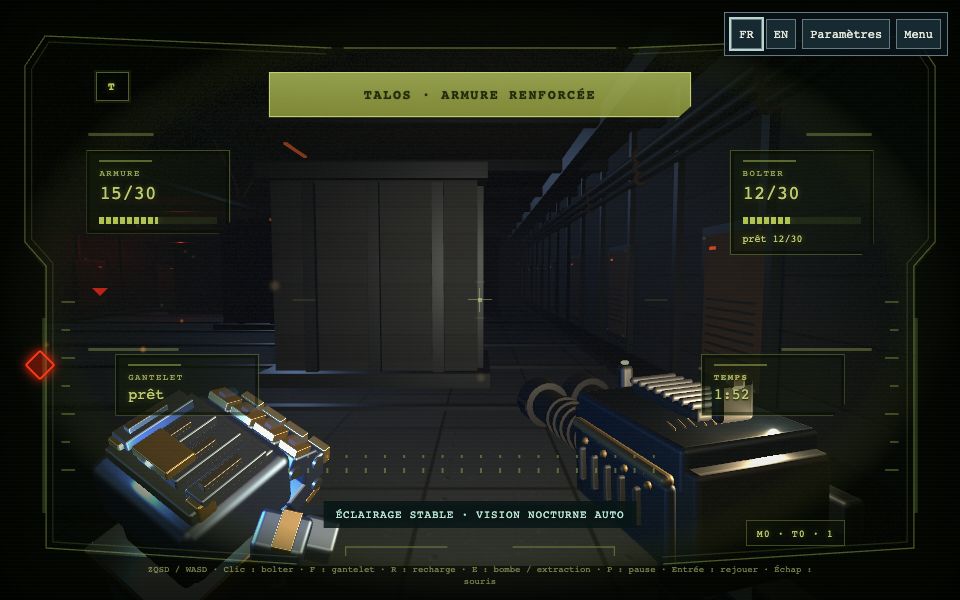 FR EN Paramètres Menu
T
TALOS · ARMURE RENFORCÉE
ARMURE
15/30
BOLTER
12/30
prêt 12/30
GANTELET
prêt
TEMPS
1:52
ÉCLAIRAGE STABLE · VISION NOCTURNE AUTO
M0 · T0 · 1
ZQSD / WASD · Clic : bolter · F : gantelet · R : recharge · E : bombe / extraction · P : pause · Entrée : rejouer · Échap :
souris